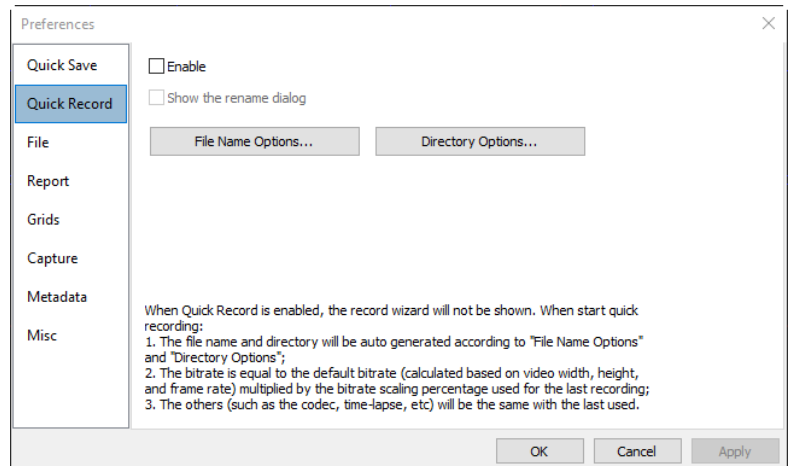 Preferences
Quick Save
Quick Record
File
Report
Grids
Capture
Metadata
Misc
Enable
Show the rename dialog
File Name Options...
Directory Options...
When Quick Record is enabled, the record wizard will not be shown. When start quick
recording:
1. The file name and directory will be auto generated according to "File Name Options"
and "Directory Options";
2. The bitrate is equal to the default bitrate (calculated based on video width, height,
and frame rate) multiplied by the bitrate scaling percentage used for the last recording;
3. The others (such as the codec, time-lapse, etc) will be the same with the last used.
OK
Cancel
Apply